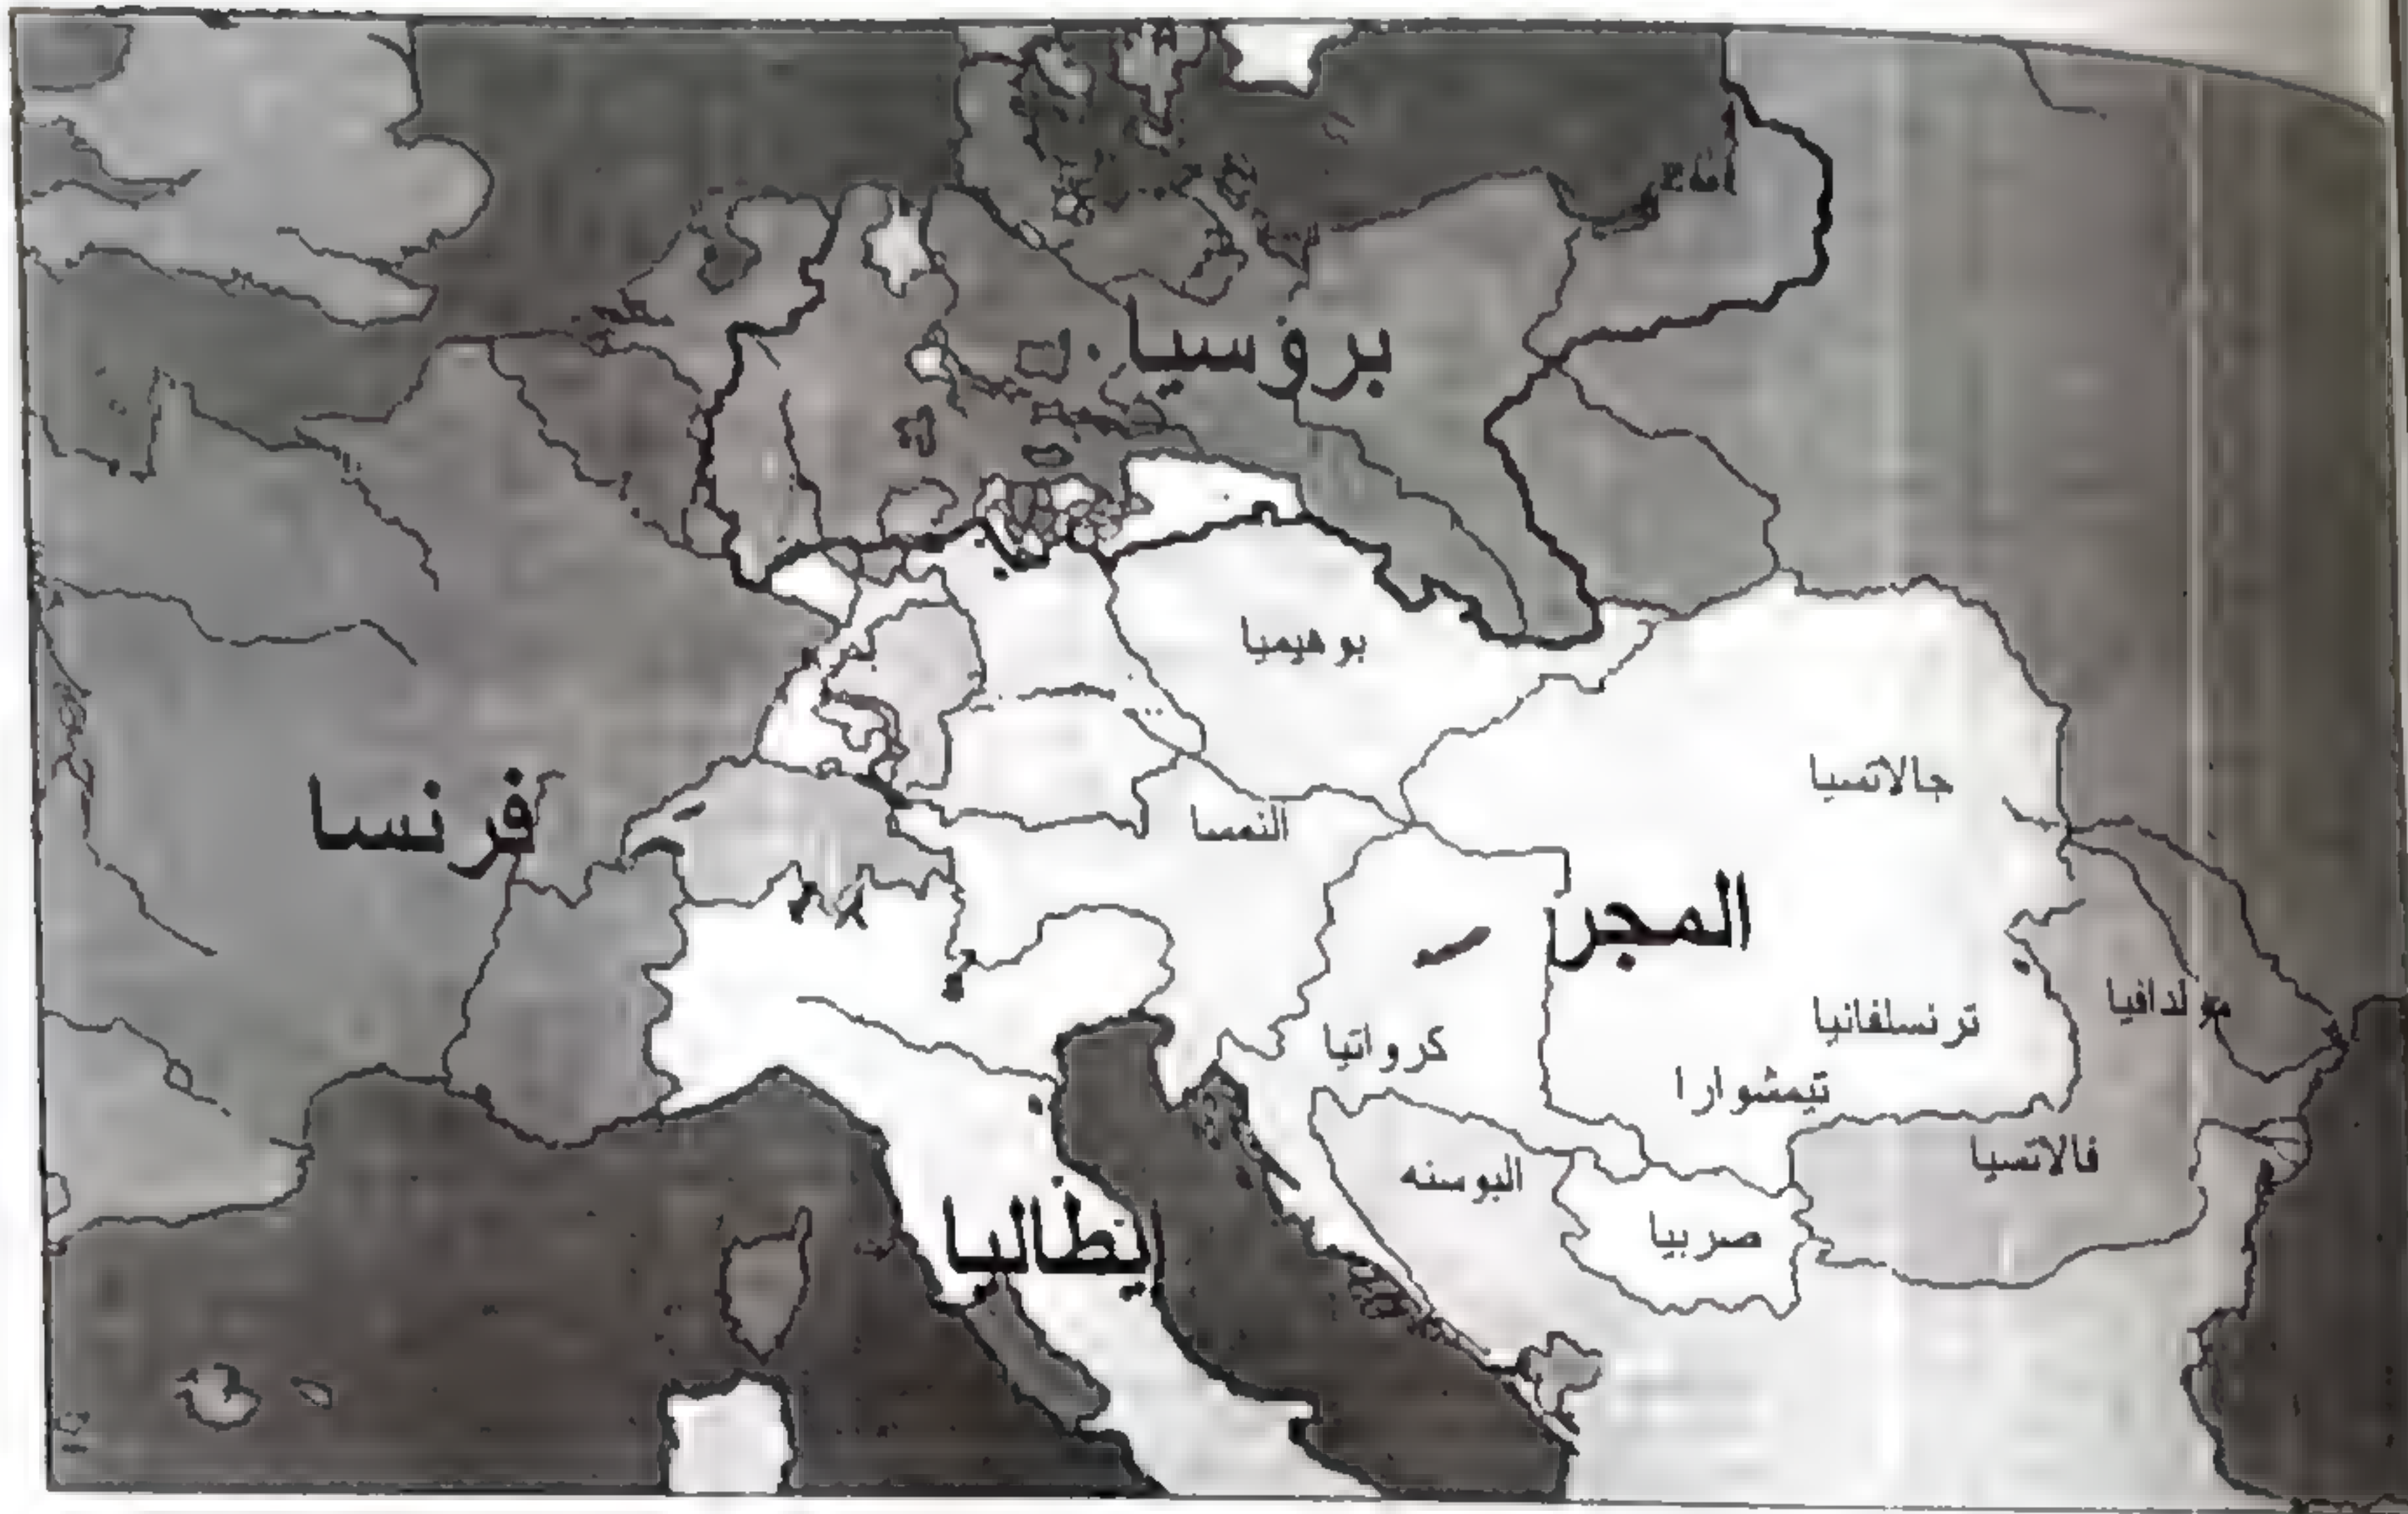 بروسيا
بوهيميا
جالاتسيا
فرنسا
النمسا
المجر
مولدافيا
ترنسلفانيا
كرواتيا
تيمشوارا
فالاتسيا
البوسنه
صربيا
إيطاليا